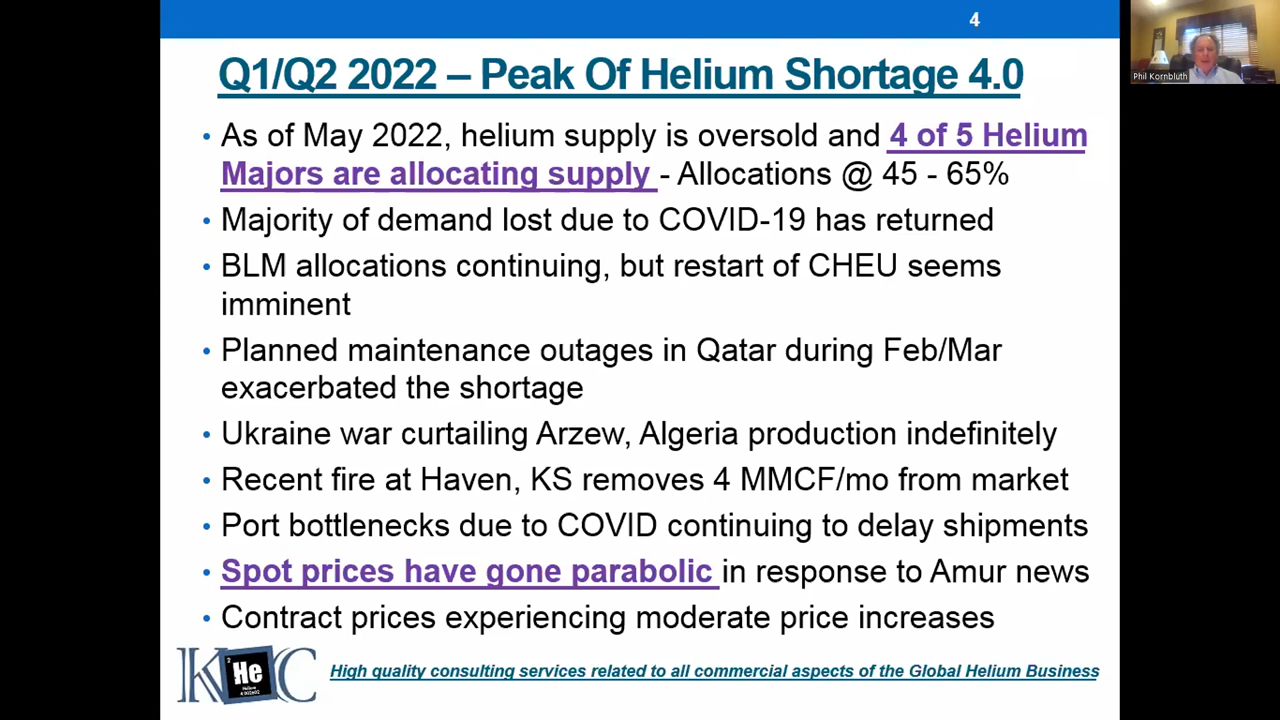 4
Q1/Q2 2022 – Peak Of Helium Shortage 4.0
• As of May 2022, helium supply is oversold and 4 of 5 Helium
Majors are allocating supply - Allocations @ 45 - 65%
• Majority of demand lost due to COVID-19 has returned
• BLM allocations continuing, but restart of CHEU seems
imminent
• Planned maintenance outages in Qatar during Feb/Mar
exacerbated the shortage
• Ukraine war curtailing Arzew, Algeria production indefinitely
• Recent fire at Haven, KS removes 4 MMCF/mo from market
• Port bottlenecks due to COVID continuing to delay shipments
• Spot prices have gone parabolic in response to Amur news
• Contract prices experiencing moderate price increases
K He C
2
Helium
High quality consulting services related to all commercial aspects of the Global Helium Business
Phil Kornbluth